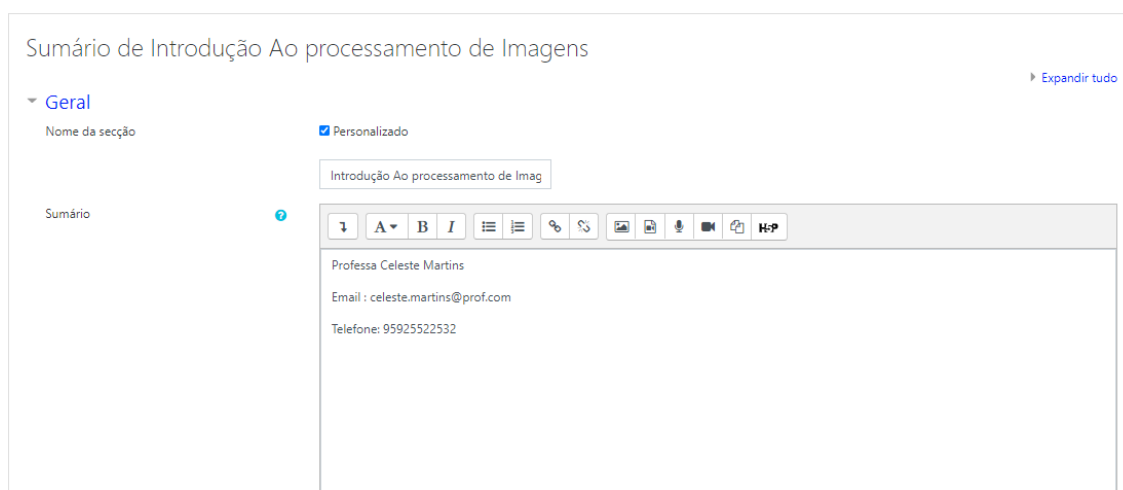 Sumário de Introdução Ao processamento de Imagens
Expandir tudo
Geral
Nome da secção
Personalizado
Introdução Ao processamento de Imag
Sumário
A B I H-P
Professa Celeste Martins
Email : celeste.martins@prof.com
Telefone: 95925522532